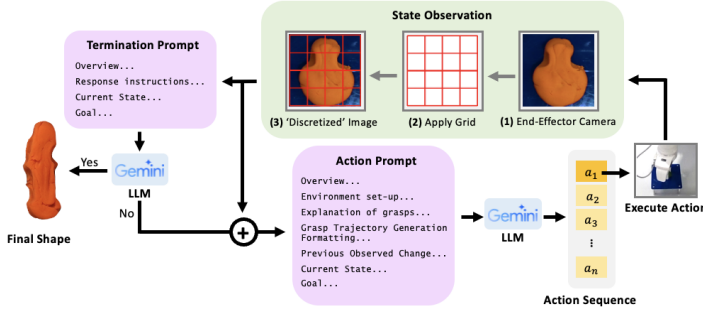 State Observation
Termination Prompt
Overview...
Response instructions...
Current State...
Goal...
(3) 'Discretized' Image
(2) Apply Grid
(1) End-Effector Camera
Yes
Gemini
LLM
No
Final Shape
Action Prompt
Overview...
Environment set-up...
Explanation of grasps...
Grasp Trajectory Generation
Formatting...
Previous Observed Change...
Current State...
Goal...
+
Gemini
LLM
a₁
a₂
a₃
⋮
aₙ
Action Sequence
Execute Action